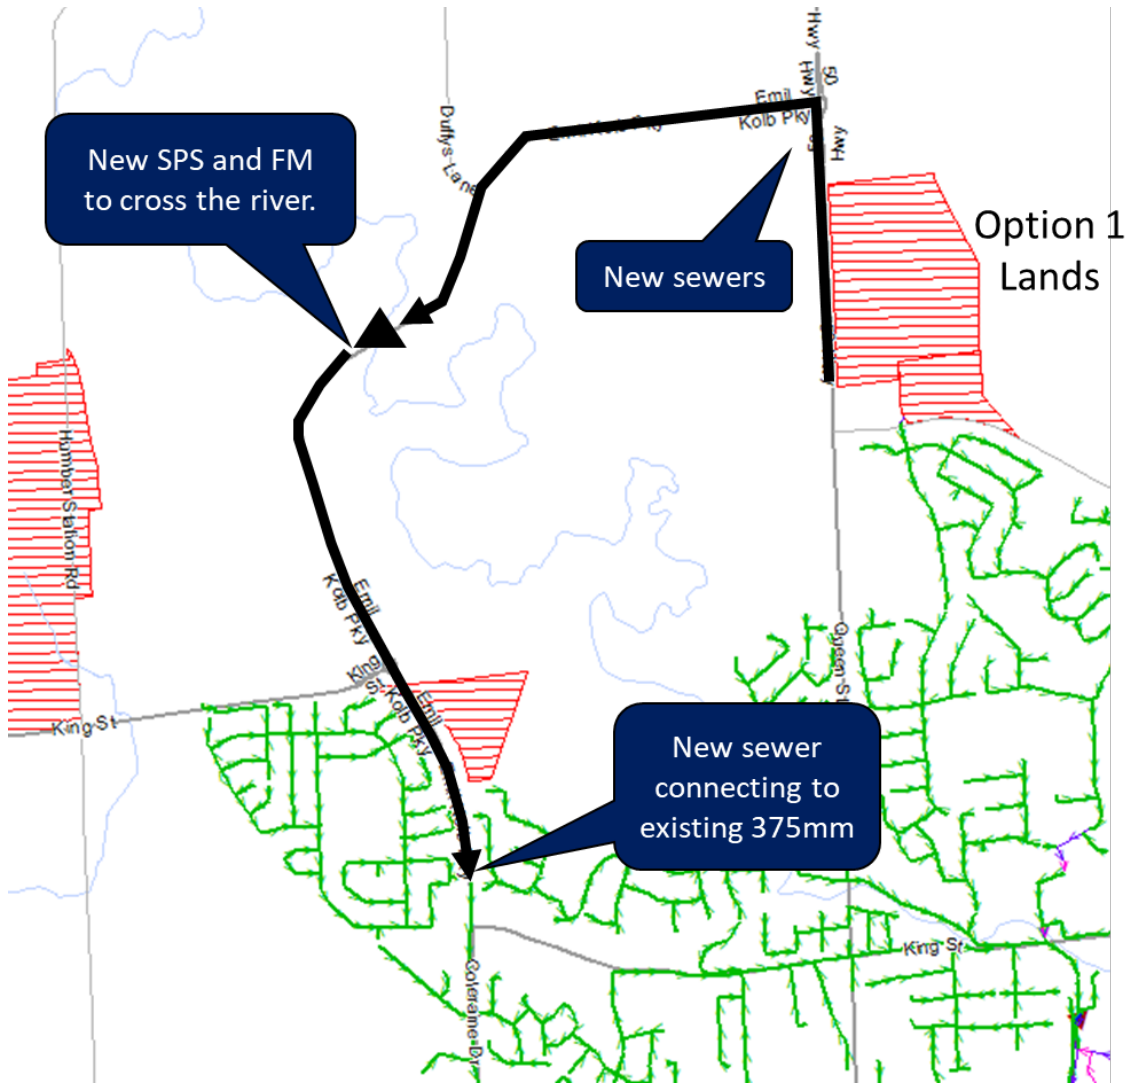 Hwy
Hwy
50
Emil
Kolb Pky
Hwy
Duffys Lane
New SPS and FM
to cross the river.
New sewers
Option 1
Lands
Humber Station Rd
Emil
Kolb Pky
King
St
Emil
Kolb Pky
King St
Queen St
New sewer
connecting to
existing 375mm
King St
Coleraine Dr